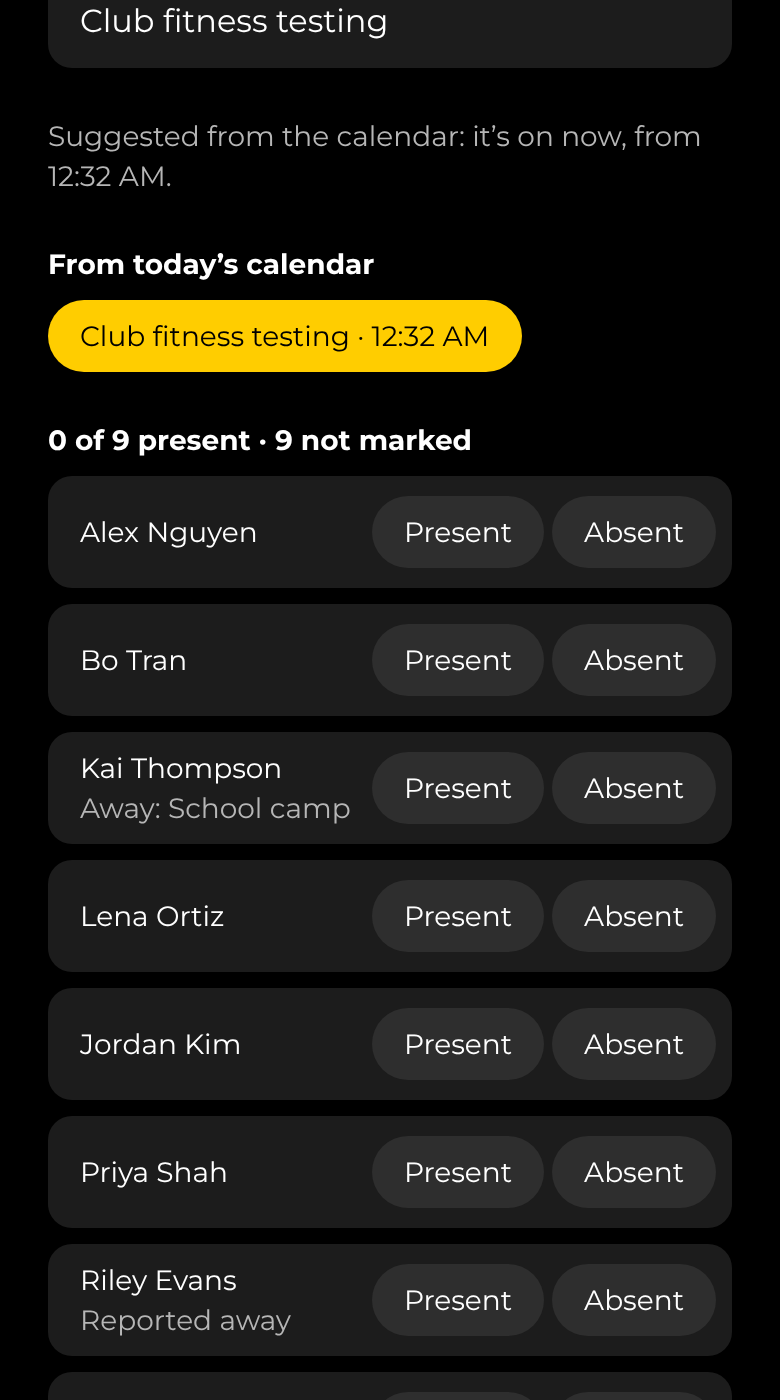 Club fitness testing
Suggested from the calendar: it’s on now, from
12:32 AM.
From today’s calendar
Club fitness testing · 12:32 AM
0 of 9 present · 9 not marked
Alex Nguyen Present Absent
Bo Tran Present Absent
Kai Thompson
Away: School camp Present Absent
Lena Ortiz Present Absent
Jordan Kim Present Absent
Priya Shah Present Absent
Riley Evans
Reported away Present Absent